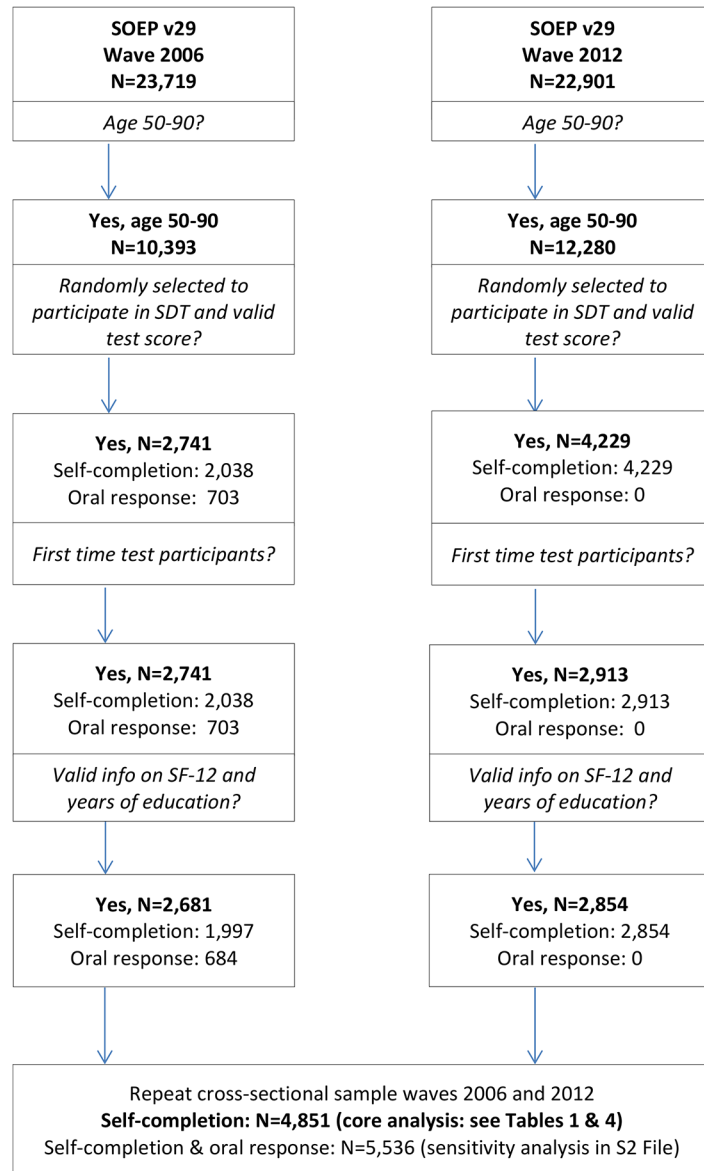 SOEP v29
Wave 2006
N=23,719
Age 50-90?
Yes, age 50-90
N=10,393
Randomly selected to
participate in SDT and valid
test score?
Yes, N=2,741
Self-completion: 2,038
Oral response: 703
First time test participants?
Yes, N=2,741
Self-completion: 2,038
Oral response: 703
Valid info on SF-12 and
years of education?
Yes, N=2,681
Self-completion: 1,997
Oral response: 684
SOEP v29
Wave 2012
N=22,901
Age 50-90?
Yes, age 50-90
N=12,280
Randomly selected to
participate in SDT and valid
test score?
Yes, N=4,229
Self-completion: 4,229
Oral response: 0
First time test participants?
Yes, N=2,913
Self-completion: 2,913
Oral response: 0
Valid info on SF-12 and
years of education?
Yes, N=2,854
Self-completion: 2,854
Oral response: 0
Repeat cross-sectional sample waves 2006 and 2012
Self-completion: N=4,851 (core analysis: see Tables 1 & 4)
Self-completion & oral response: N=5,536 (sensitivity analysis in S2 File)